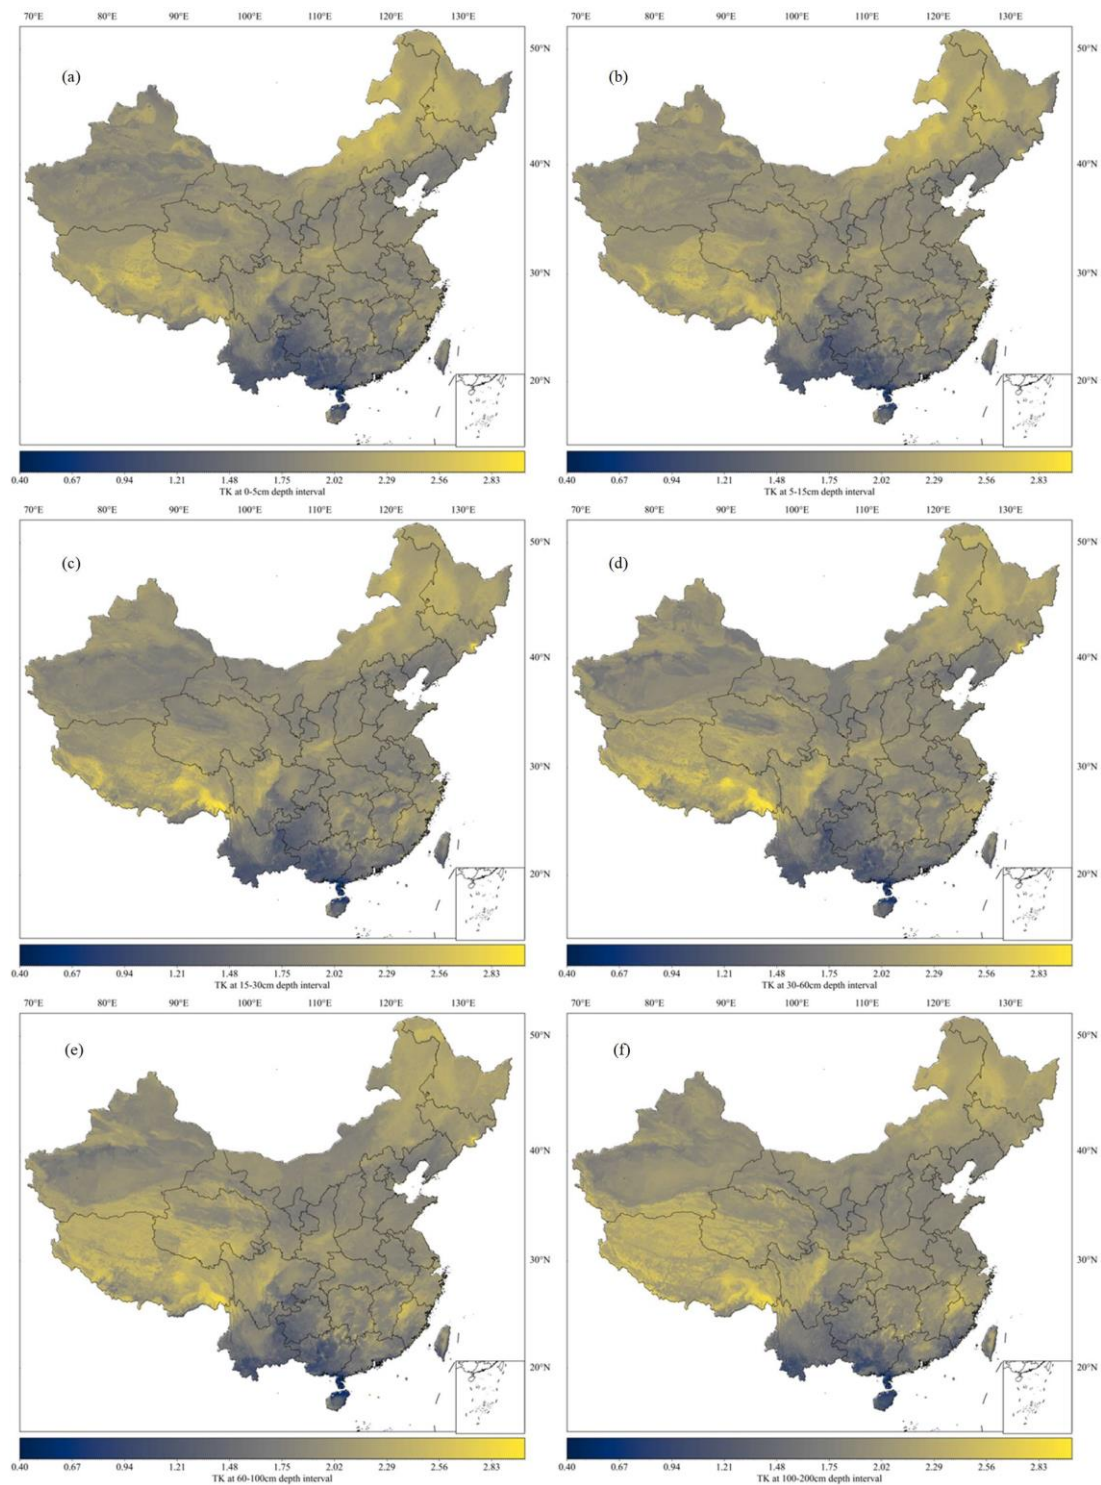 70°E 80°E 90°E 100°E 110°E 120°E 130°E 70°E 80°E 90°E 100°E 110°E 120°E 130°E
50°N 50°N
(a) (b)
40°N 40°N
30°N 30°N
20°N 20°N
0.40 0.67 0.94 1.21 1.48 1.75 2.02 2.29 2.56 2.83 0.40 0.67 0.94 1.21 1.48 1.75 2.02 2.29 2.56 2.83
TK at 0-5cm depth interval TK at 5-15cm depth interval
70°E 80°E 90°E 100°E 110°E 120°E 130°E 70°E 80°E 90°E 100°E 110°E 120°E 130°E
50°N 50°N
(c) (d)
40°N 40°N
30°N 30°N
20°N 20°N
0.40 0.67 0.94 1.21 1.48 1.75 2.02 2.29 2.56 2.83 0.40 0.67 0.94 1.21 1.48 1.75 2.02 2.29 2.56 2.83
TK at 15-30cm depth interval TK at 30-60cm depth interval
70°E 80°E 90°E 100°E 110°E 120°E 130°E 70°E 80°E 90°E 100°E 110°E 120°E 130°E
50°N 50°N
(e) (f)
40°N 40°N
30°N 30°N
20°N 20°N
0.40 0.67 0.94 1.21 1.48 1.75 2.02 2.29 2.56 2.83 0.40 0.67 0.94 1.21 1.48 1.75 2.02 2.29 2.56 2.83
TK at 60-100cm depth interval TK at 100-200cm depth interval